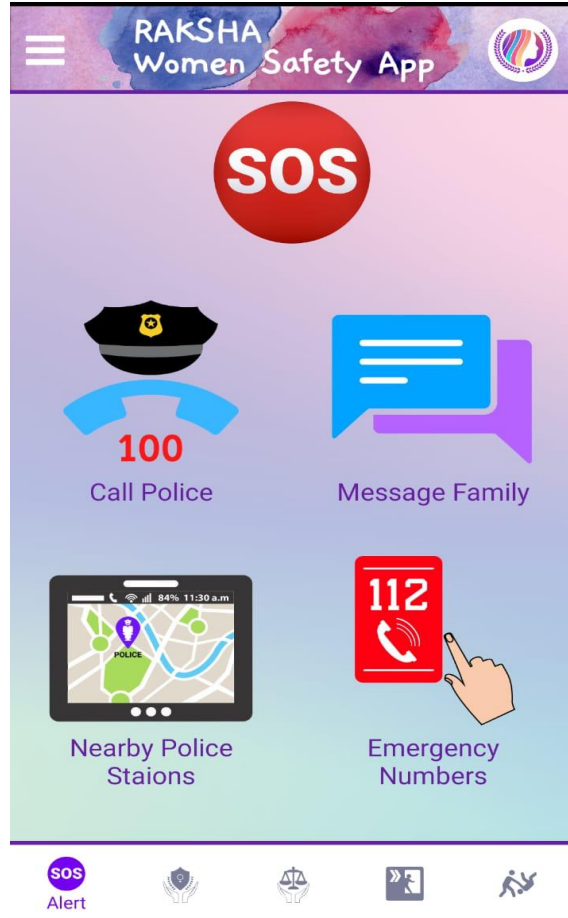 RAKSHA
Women Safety App
SOS
100
Call Police
Message Family
84% 11:30 a.m
POLICE
Nearby Police
Staions
112
Emergency
Numbers
SOS
Alert